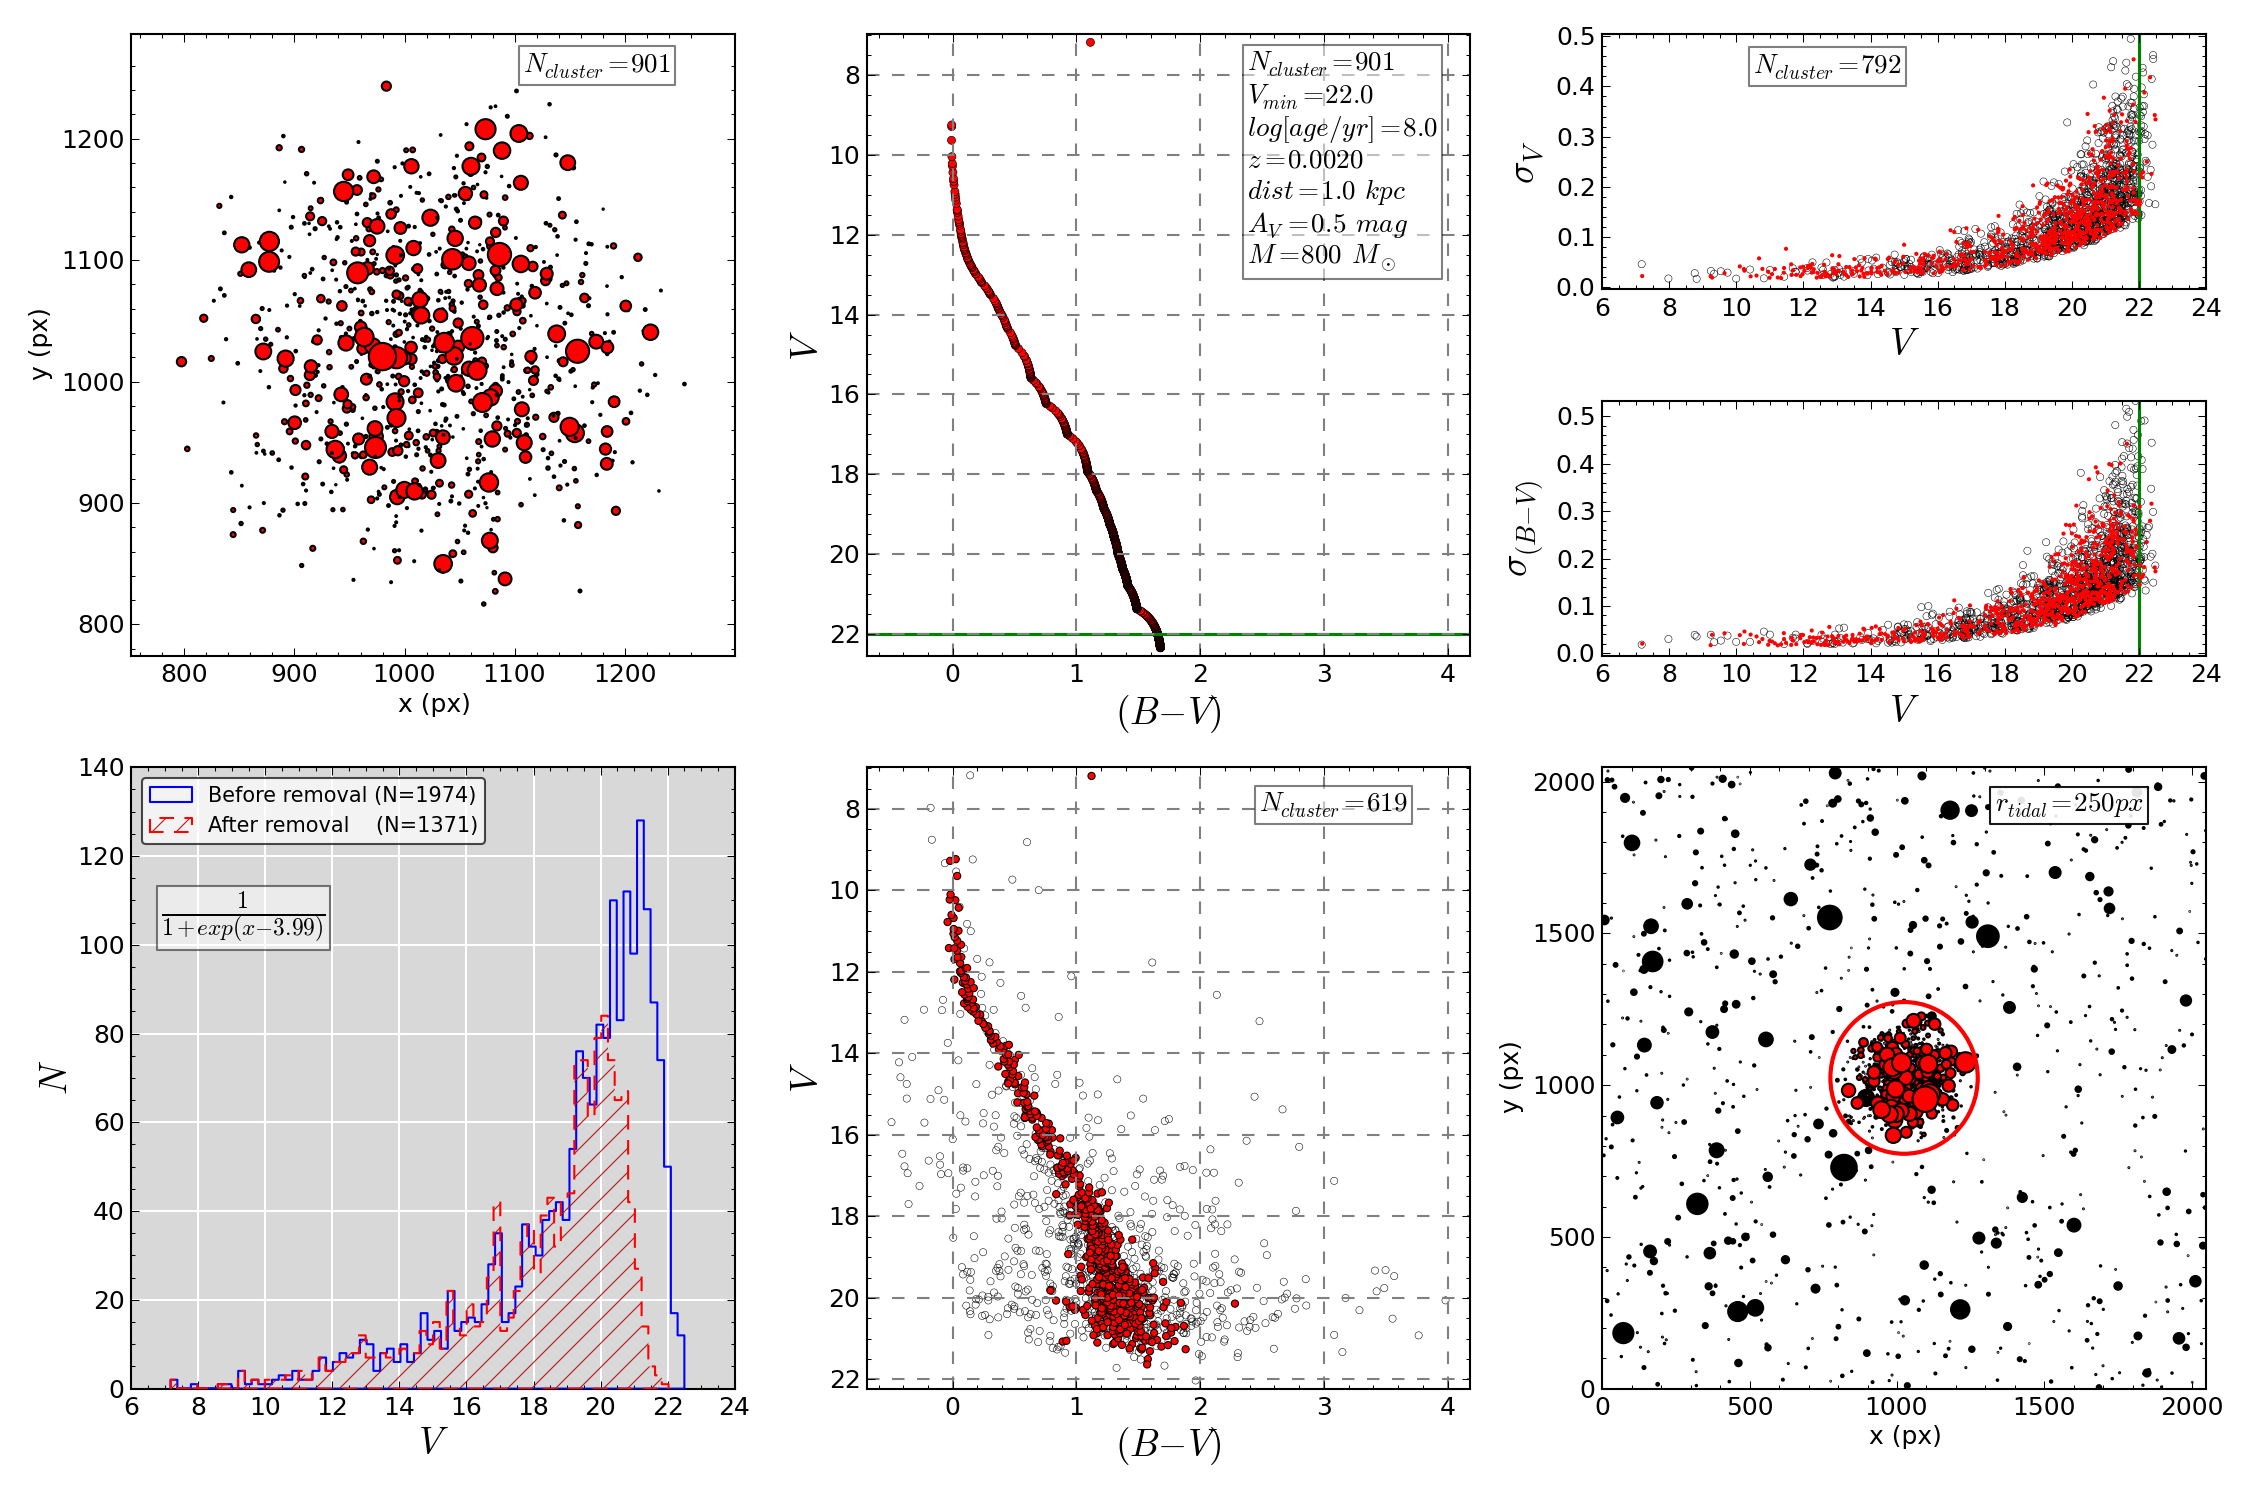 N_cluster=901
1200
1100
1000
900
800
y (px)
800 900 1000 1100 1200
x (px)
N_cluster=901
V_min=22.0
log[age/yr]=8.0
z=0.0020
dist=1.0 kpc
A_V=0.5 mag
M=800 M_⊙
8
10
12
14
16
18
20
22
V
0 1 2 3 4
(B−V)
N_cluster=792
0.5
0.4
0.3
0.2
0.1
0.0
σ_V
6 8 10 12 14 16 18 20 22 24
V
0.5
0.4
0.3
0.2
0.1
0.0
σ_(B−V)
6 8 10 12 14 16 18 20 22 24
V
140
120
100
80
60
40
20
0
N
Before removal (N=1974)
After removal (N=1371)
1
1+exp(x−3.99)
6 8 10 12 14 16 18 20 22 24
V
N_cluster=619
8
10
12
14
16
18
20
22
V
0 1 2 3 4
(B−V)
r_tidal=250px
2000
1500
1000
500
0
y (px)
0 500 1000 1500 2000
x (px)